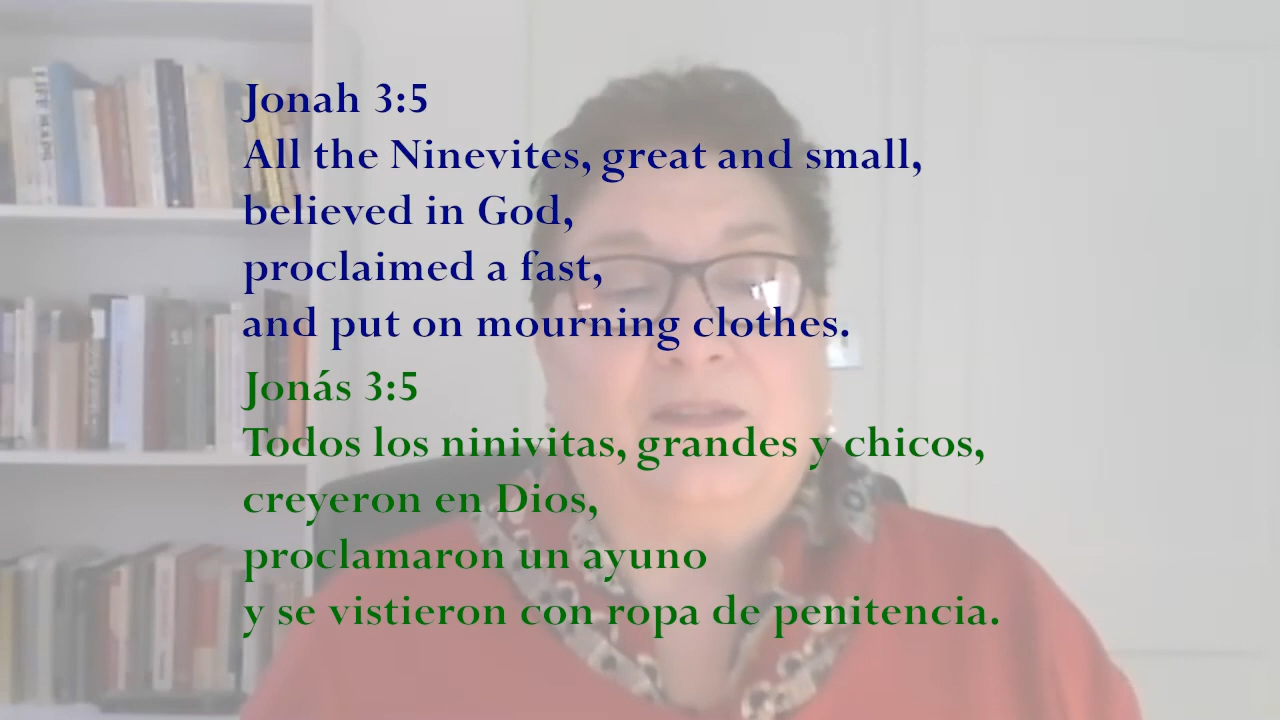 Jonah 3:5
All the Ninevites, great and small,
believed in God,
proclaimed a fast,
and put on mourning clothes.
Jonás 3:5
Todos los ninivitas, grandes y chicos,
creyeron en Dios,
proclamaron un ayuno
y se vistieron con ropa de penitencia.